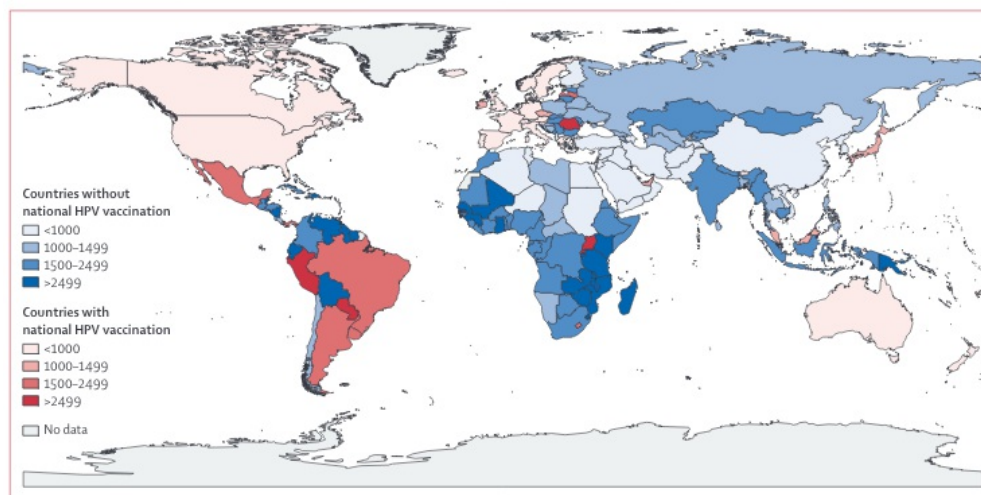 Countries without
national HPV vaccination
<1000
1000–1499
1500–2499
>2499
Countries with
national HPV vaccination
<1000
1000–1499
1500–2499
>2499
No data